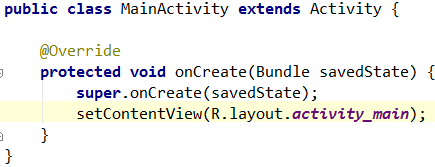 public class MainActivity extends Activity {
@Override
protected void onCreate(Bundle savedState) {
super.onCreate(savedState);
setContentView(R.layout.activity_main);
}
}